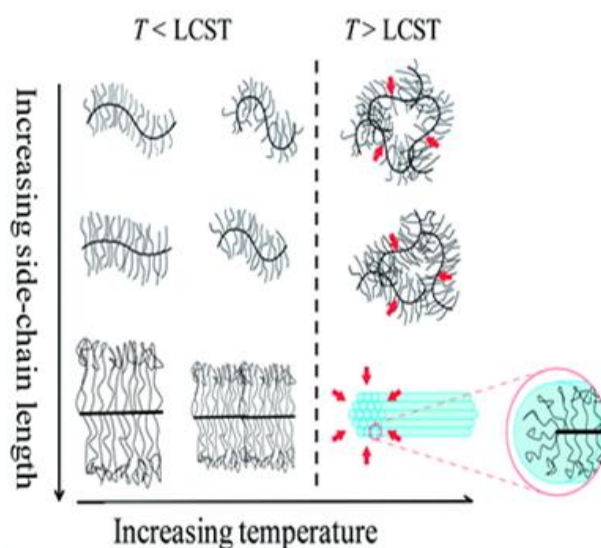 T < LCST
T > LCST
Increasing side-chain length
Increasing temperature